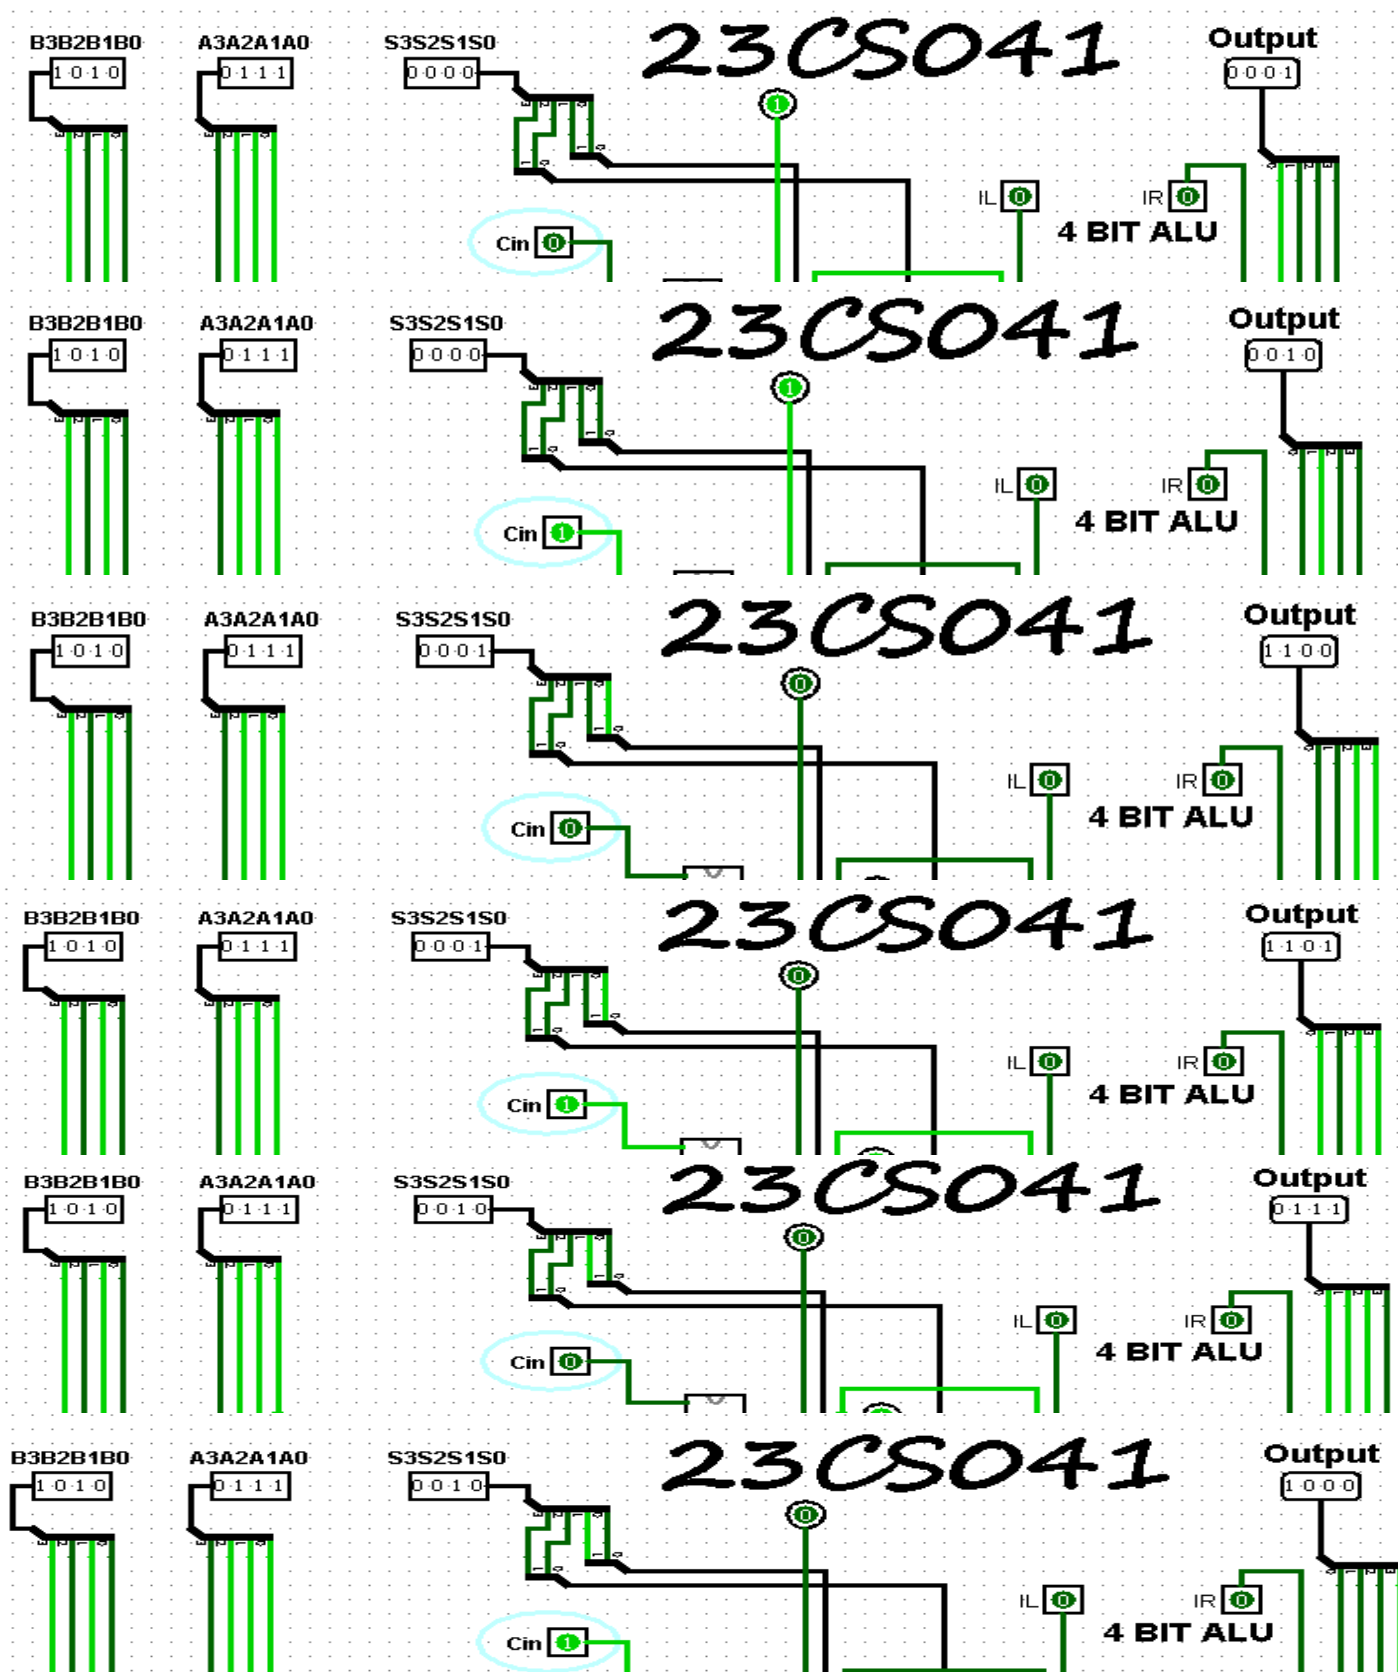 B3B2B1B0 A3A2A1A0 S3S2S1S0 23CS041 Output
1010 0111 0000 0001
1
IL 0 IR 0
4 BIT ALU
Cin 0
B3B2B1B0 A3A2A1A0 S3S2S1S0 23CS041 Output
1010 0111 0000 0010
1
IL 0 IR 0
4 BIT ALU
Cin 1
B3B2B1B0 A3A2A1A0 S3S2S1S0 23CS041 Output
1010 0111 0001 1100
0
IL 0 IR 0
4 BIT ALU
Cin 0
B3B2B1B0 A3A2A1A0 S3S2S1S0 23CS041 Output
1010 0111 0001 1101
0
IL 0 IR 0
4 BIT ALU
Cin 1
B3B2B1B0 A3A2A1A0 S3S2S1S0 23CS041 Output
1010 0111 0010 0111
0
IL 0 IR 0
4 BIT ALU
Cin 0
B3B2B1B0 A3A2A1A0 S3S2S1S0 23CS041 Output
1010 0111 0010 1000
0
IL 0 IR 0
4 BIT ALU
Cin 1